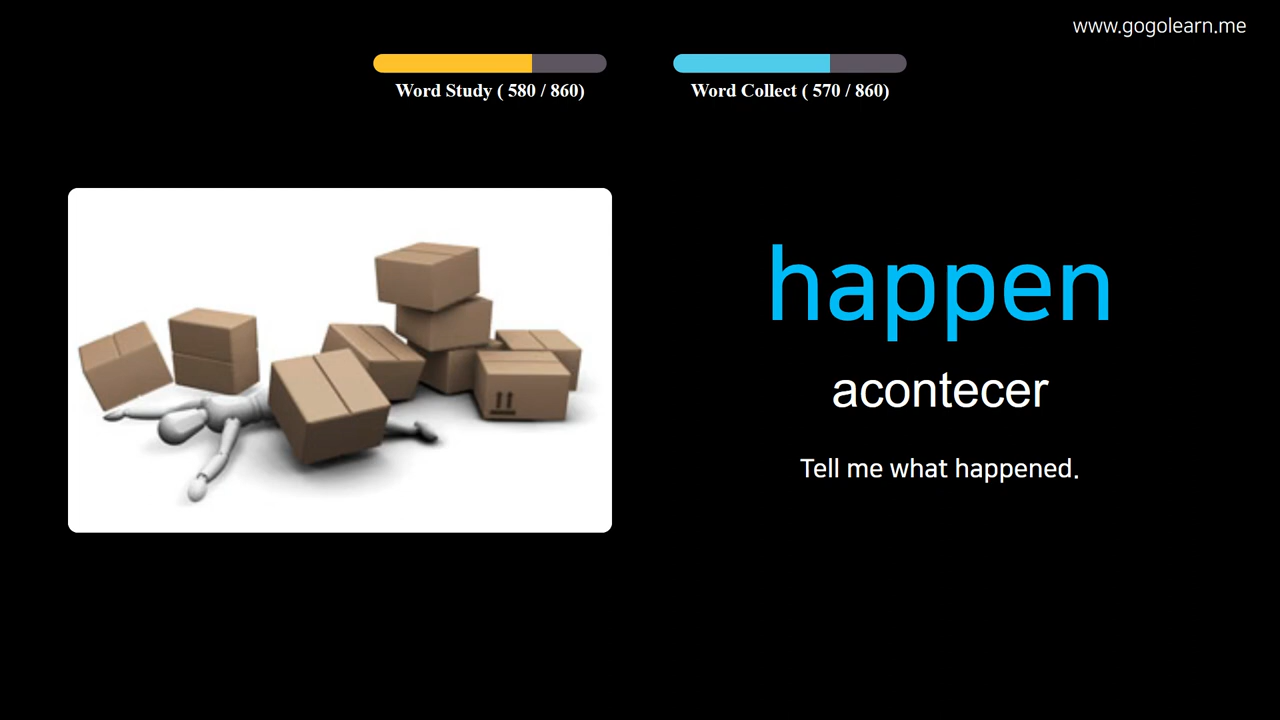 www.gogolearn.me
Word Study ( 580 / 860)
Word Collect ( 570 / 860)
happen
acontecer
Tell me what happened.